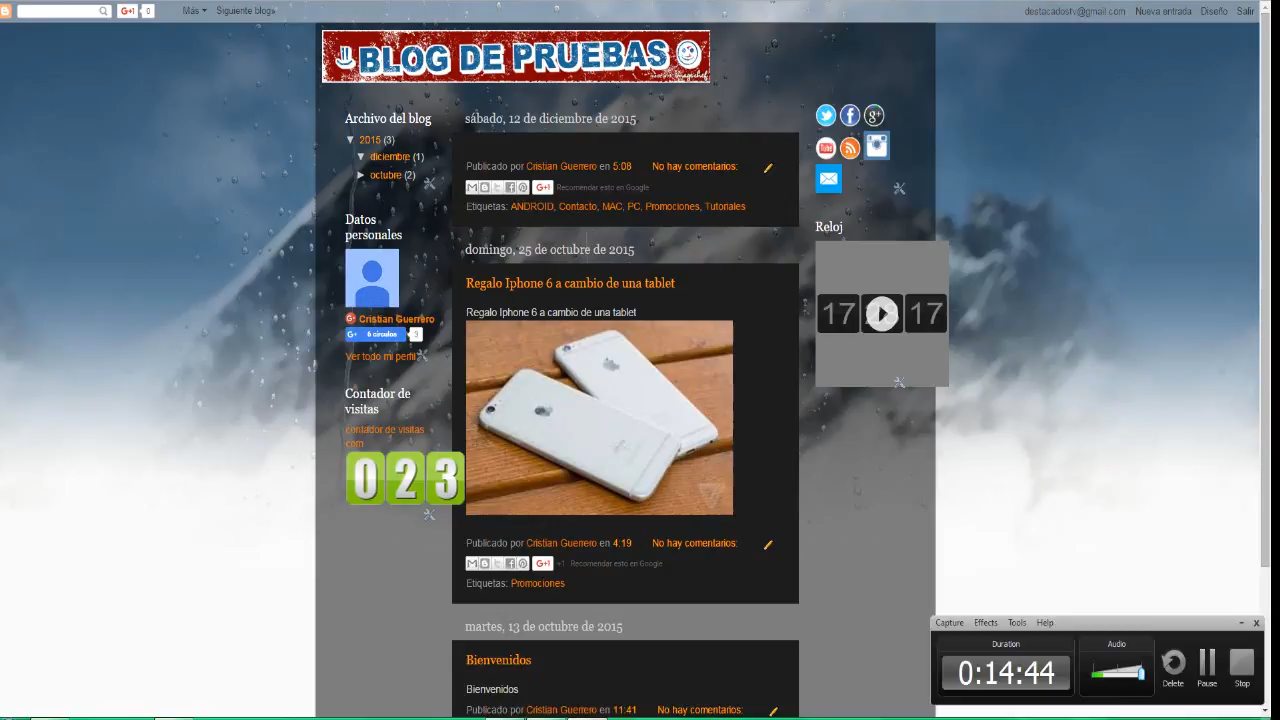 G+1 0 Más Siguiente blog» destacadostv@gmail.com Nueva entrada Diseño Salir
BLOG DE PRUEBAS
Archivo del blog
▼ 2015 (3)
▼ diciembre (1)
► octubre (2)
Datos
personales
Cristian Guerrero
G+ 6 círculos 3
Ver todo mi perfil
Contador de
visitas
contador de visitas
com
023
sábado, 12 de diciembre de 2015
Publicado por Cristian Guerrero en 5:08 No hay comentarios:
G+1 Recomendar esto en Google
Etiquetas: ANDROID, Contacto, MAC, PC, Promociones, Tutoriales
domingo, 25 de octubre de 2015
Regalo Iphone 6 a cambio de una tablet
Regalo Iphone 6 a cambio de una tablet
Publicado por Cristian Guerrero en 4:19 No hay comentarios:
G+1 +1 Recomendar esto en Google
Etiquetas: Promociones
martes, 13 de octubre de 2015
Bienvenidos
Bienvenidos
Publicado por Cristian Guerrero en 11:41 No hay comentarios:
g+
You Tube
Reloj
17 17
Capture Effects Tools Help
Duration Audio
0:14:44
Delete Pause Stop